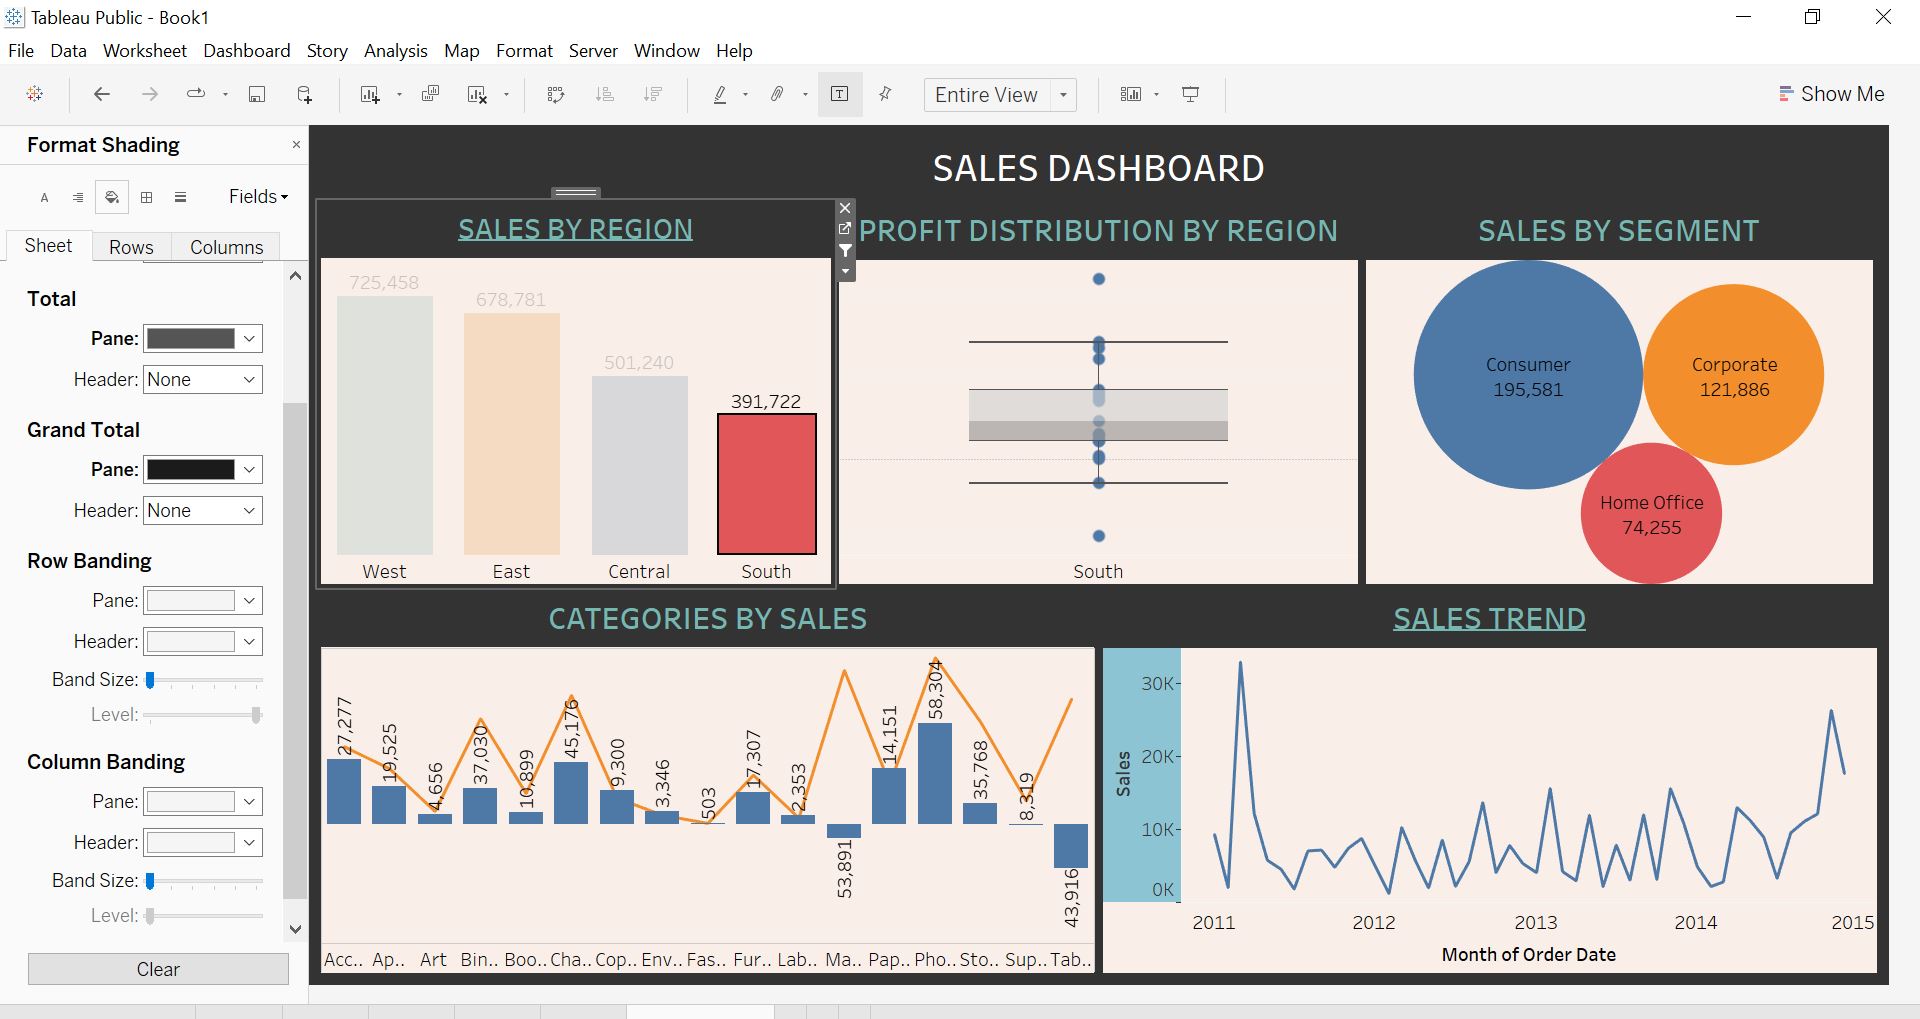 Tableau Public - Book1
File Data Worksheet Dashboard Story Analysis Map Format Server Window Help
Entire View
Show Me
Format Shading
Fields
Sheet Rows Columns
Total
Pane:
Header: None
Grand Total
Pane:
Header: None
Row Banding
Pane:
Header:
Band Size:
Level:
Column Banding
Pane:
Header:
Band Size:
Level:
Clear
SALES DASHBOARD
SALES BY REGION
725,458
678,781
501,240
391,722
West East Central South
PROFIT DISTRIBUTION BY REGION
South
SALES BY SEGMENT
Consumer
195,581
Corporate
121,886
Home Office
74,255
CATEGORIES BY SALES
27,277
19,525
4,656
37,030
10,899
45,176
9,300
3,346
503
17,307
2,353
53,891
14,151
58,304
35,768
8,319
43,916
Acc.. Ap.. Art Bin.. Boo.. Cha.. Cop.. Env.. Fas.. Fur.. Lab.. Ma.. Pap.. Pho.. Sto.. Sup.. Tab..
SALES TREND
Sales
30K
20K
10K
0K
2011 2012 2013 2014 2015
Month of Order Date